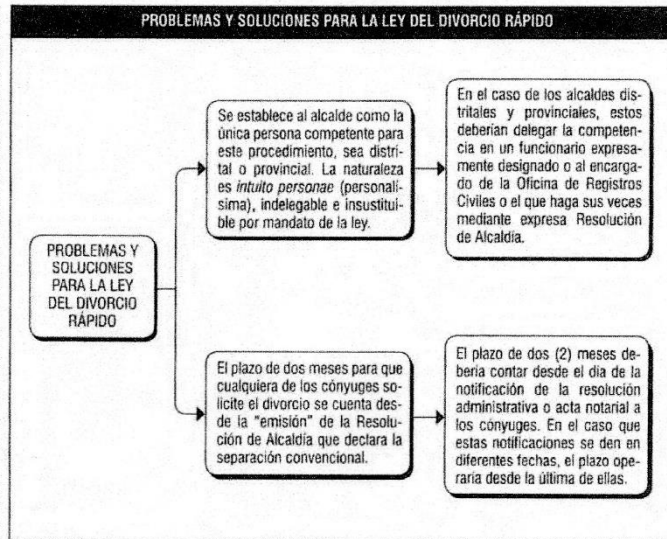 PROBLEMAS Y SOLUCIONES PARA LA LEY DEL DIVORCIO RÁPIDO
PROBLEMAS Y
SOLUCIONES
PARA LA LEY
DEL DIVORCIO
RÁPIDO
Se establece al alcalde como la
única persona competente para
este procedimiento, sea distri-
tal o provincial. La naturaleza
es intuito personae (personalí-
sima), indelegable e insustitui-
ble por mandato de la ley.
En el caso de los alcaldes dis-
tritales y provinciales, estos
deberían delegar la competen-
cia en un funcionario expresa-
mente designado o al encarga-
do de la Oficina de Registros
Civiles o el que haga sus veces
mediante expresa Resolución
de Alcaldía.
El plazo de dos meses para que
cualquiera de los cónyuges so-
licite el divorcio se cuenta des-
de la "emisión" de la Resolu-
ción de Alcaldía que declara la
separación convencional.
El plazo de dos (2) meses de-
bería contar desde el día de la
notificación de la resolución
administrativa o acta notarial a
los cónyuges. En el caso que
estas notificaciones se den en
diferentes fechas, el plazo ope-
raría desde la última de ellas.